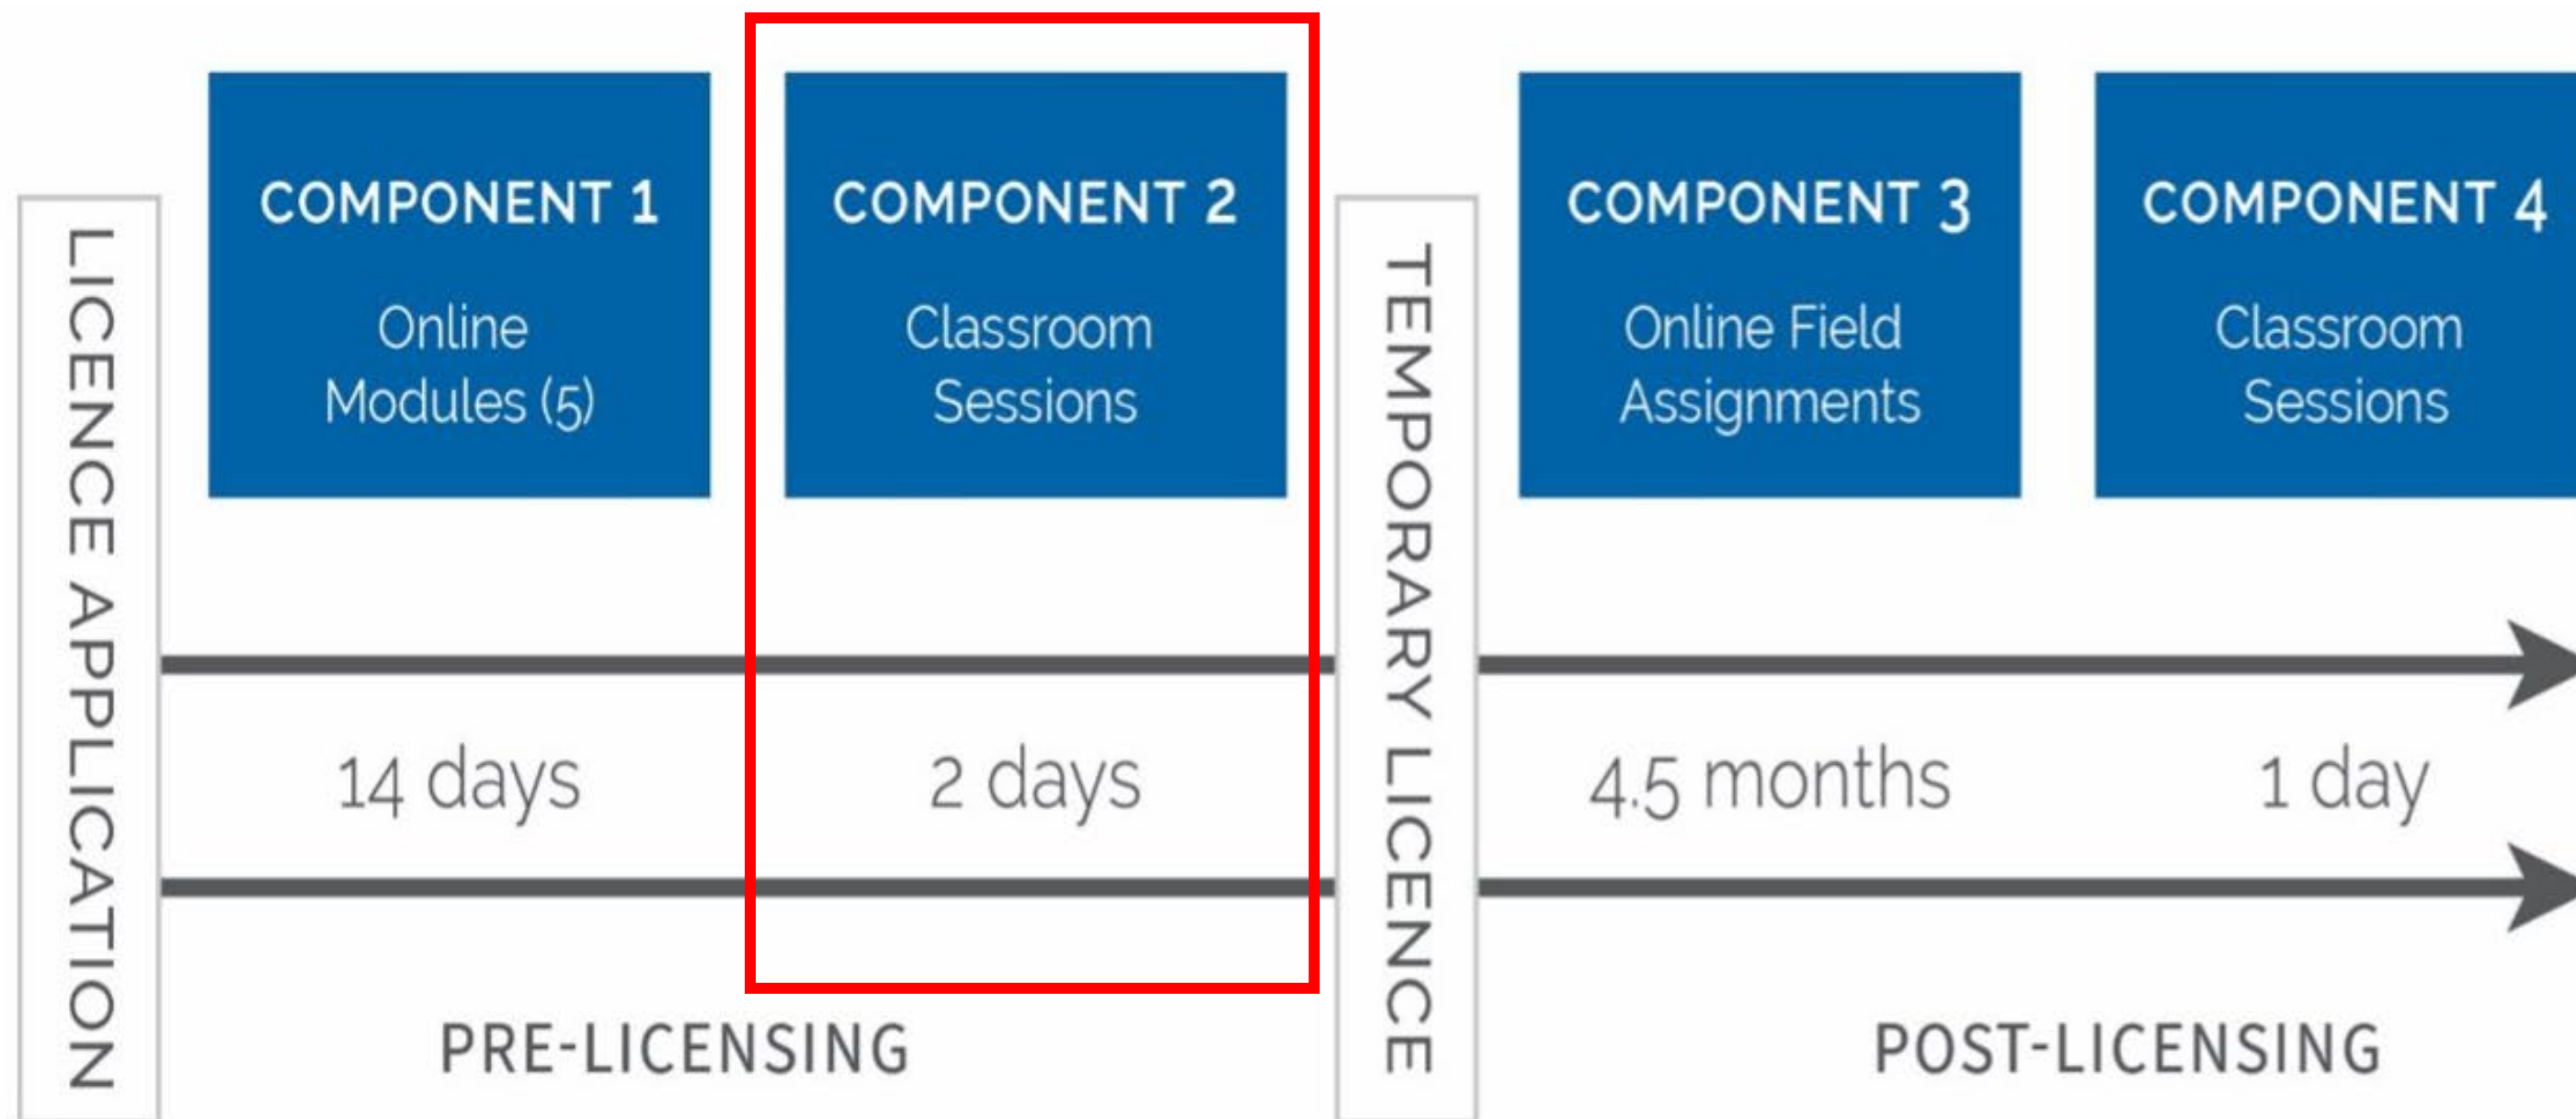 LICENCE APPLICATION
COMPONENT 1
Online
Modules (5)
14 days
COMPONENT 2
Classroom
Sessions
2 days
PRE-LICENSING
TEMPORARY LICENCE
COMPONENT 3
Online Field
Assignments
4.5 months
COMPONENT 4
Classroom
Sessions
1 day
POST-LICENSING